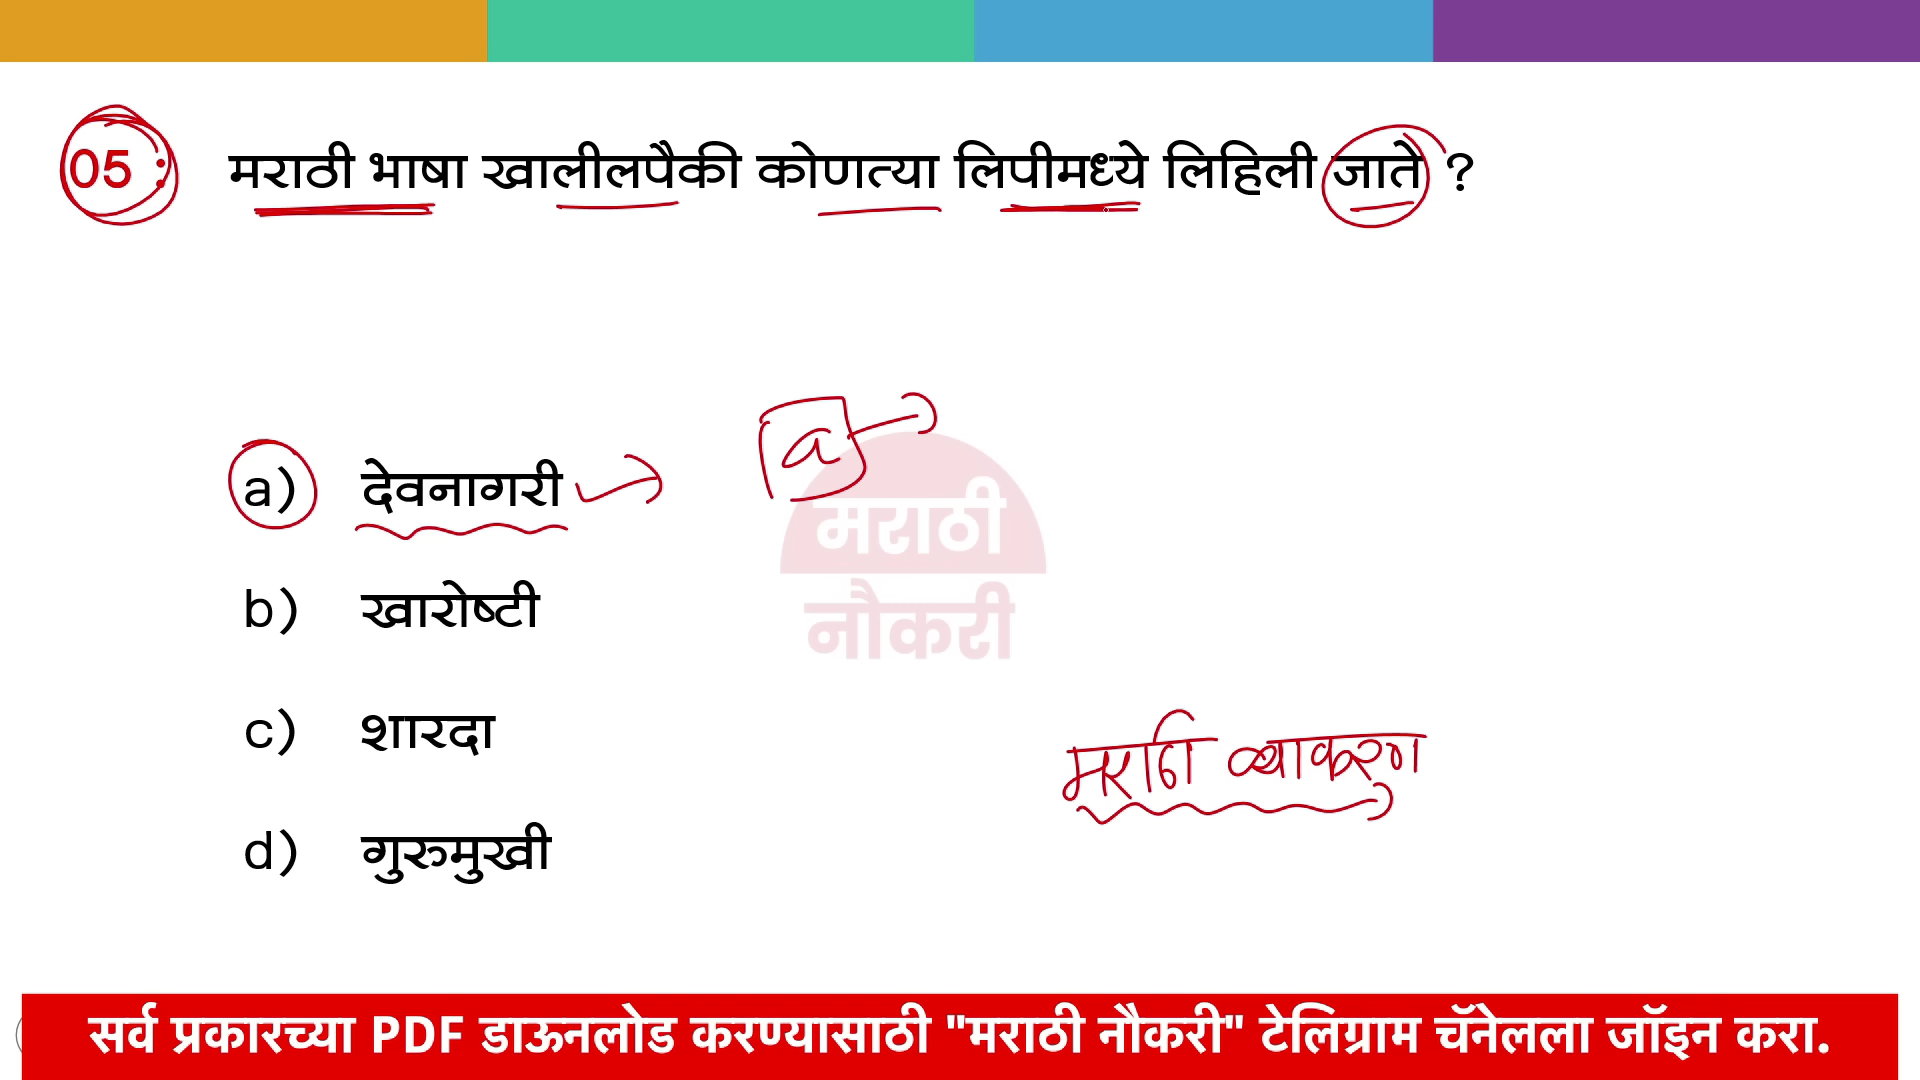 05 : मराठी भाषा खालीलपैकी कोणत्या लिपीमध्ये लिहिली जाते ?
a
a) देवनागरी
मराठी
नौकरी
b) खारोष्टी
c) शारदा
मराठी व्याकरण
d) गुरुमुखी
सर्व प्रकारच्या PDF डाऊनलोड करण्यासाठी "मराठी नौकरी" टेलिग्राम चॅनेलला जॉइन करा.